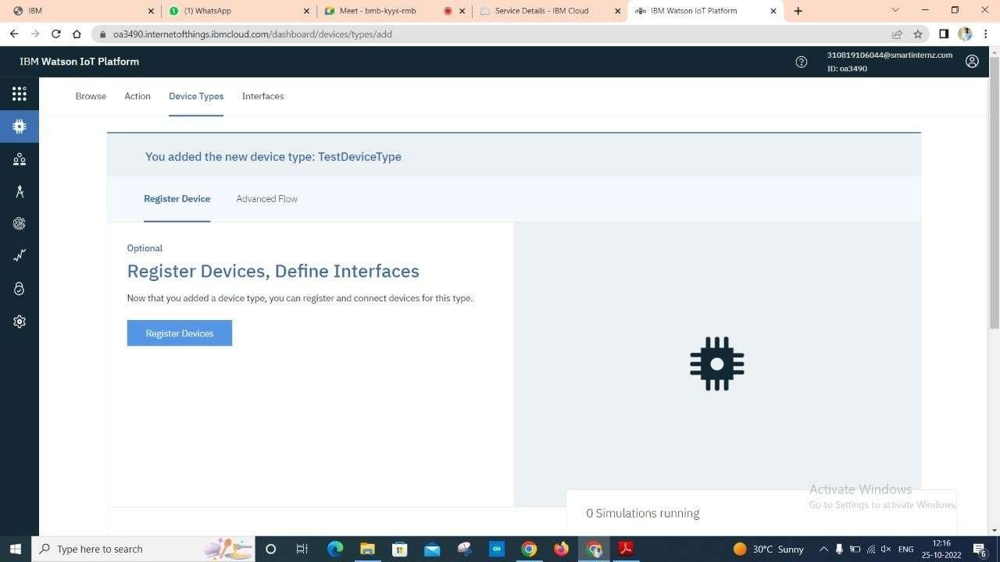 IBM
(1) WhatsApp
Meet - bmb-kyys-rmb
Service Details - IBM Cloud
IBM Watson IoT Platform
oa3490.internetofthings.ibmcloud.com/dashboard/devices/types/add
IBM Watson IoT Platform
310819106044@smartinternz.com
ID: oa3490
Browse
Action
Device Types
Interfaces
You added the new device type: TestDeviceType
Register Device
Advanced Flow
Optional
Register Devices, Define Interfaces
Now that you added a device type, you can register and connect devices for this type.
Register Devices
Activate Windows
Go to Settings to activate Windows.
0 Simulations running
Type here to search
30°C Sunny
ENG
12:16
25-10-2022
6